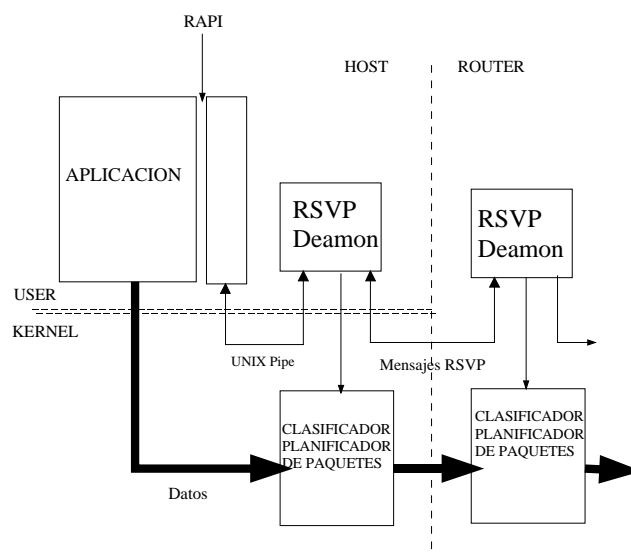 RAPI
HOST
ROUTER
APLICACION
RSVP
Deamon
RSVP
Deamon
USER
KERNEL
UNIX Pipe
Mensajes RSVP
CLASIFICADOR
PLANIFICADOR
DE PAQUETES
CLASIFICADOR
PLANIFICADOR
DE PAQUETES
Datos